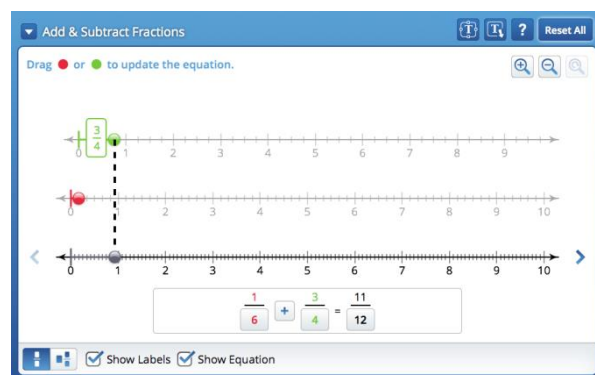 Add & Subtract Fractions
T
T
?
Reset All
Drag or to update the equation.
3
4
0 1 2 3 4 5 6 7 8 9
0 1 2 3 4 5 6 7 8 9 10
0 1 2 3 4 5 6 7 8 9 10
1 3 11
+ =
6 4 12
Show Labels Show Equation